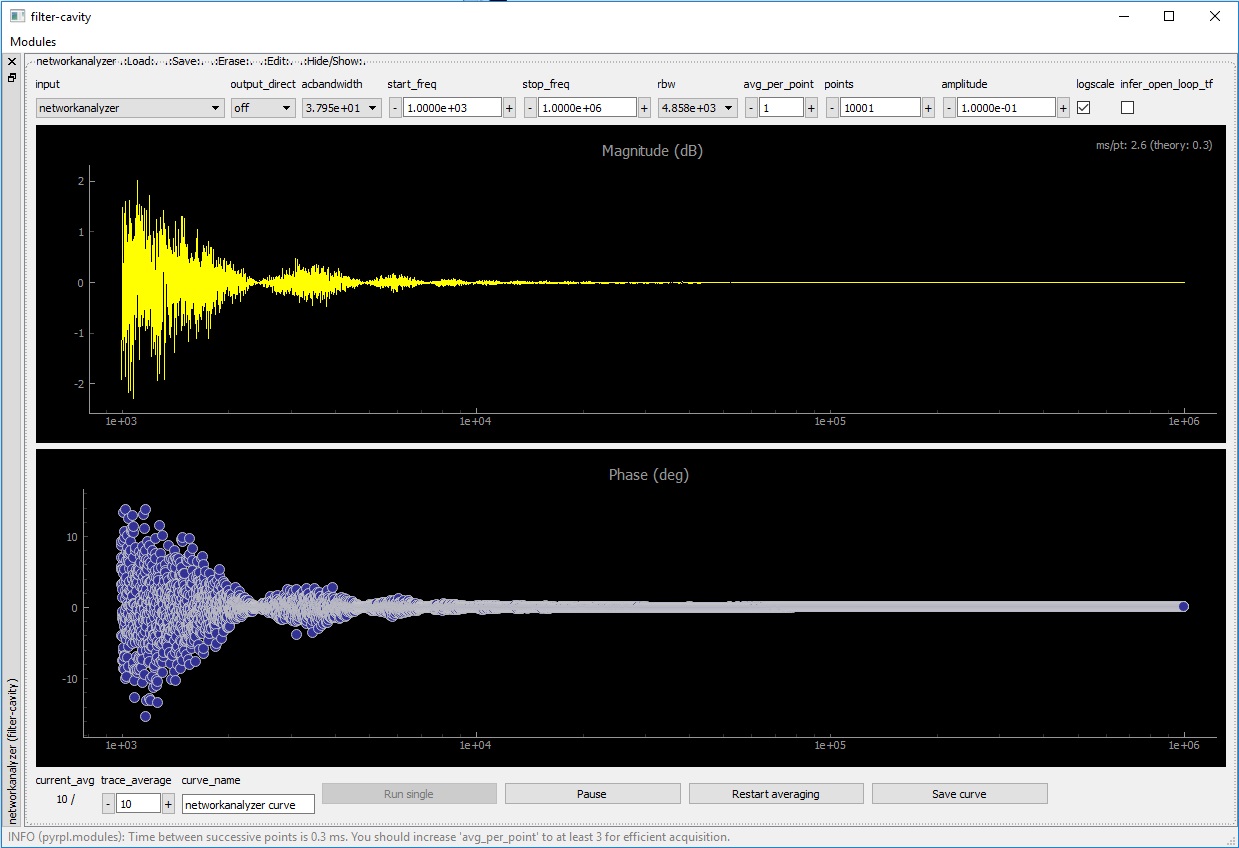 filter-cavity
Modules
networkanalyzer .:Load:. .:Save:. .:Erase:. .:Edit:. .:Hide/Show:.
input output_direct acbandwidth start_freq stop_freq rbw avg_per_point points amplitude logscale infer_open_loop_tf
networkanalyzer off 3.795e+01 - 1.0000e+03 + - 1.0000e+06 + 4.858e+03 - 1 + - 10001 + - 1.0000e-01 +
Magnitude (dB)
ms/pt: 2.6 (theory: 0.3)
2
1
0
-1
-2
1e+03 1e+04 1e+05 1e+06
Phase (deg)
10
0
-10
1e+03 1e+04 1e+05 1e+06
networkanalyzer (filter-cavity)
current_avg trace_average curve_name
10 / - 10 + networkanalyzer curve Run single Pause Restart averaging Save curve
INFO (pyrpl.modules): Time between successive points is 0.3 ms. You should increase 'avg_per_point' to at least 3 for efficient acquisition.